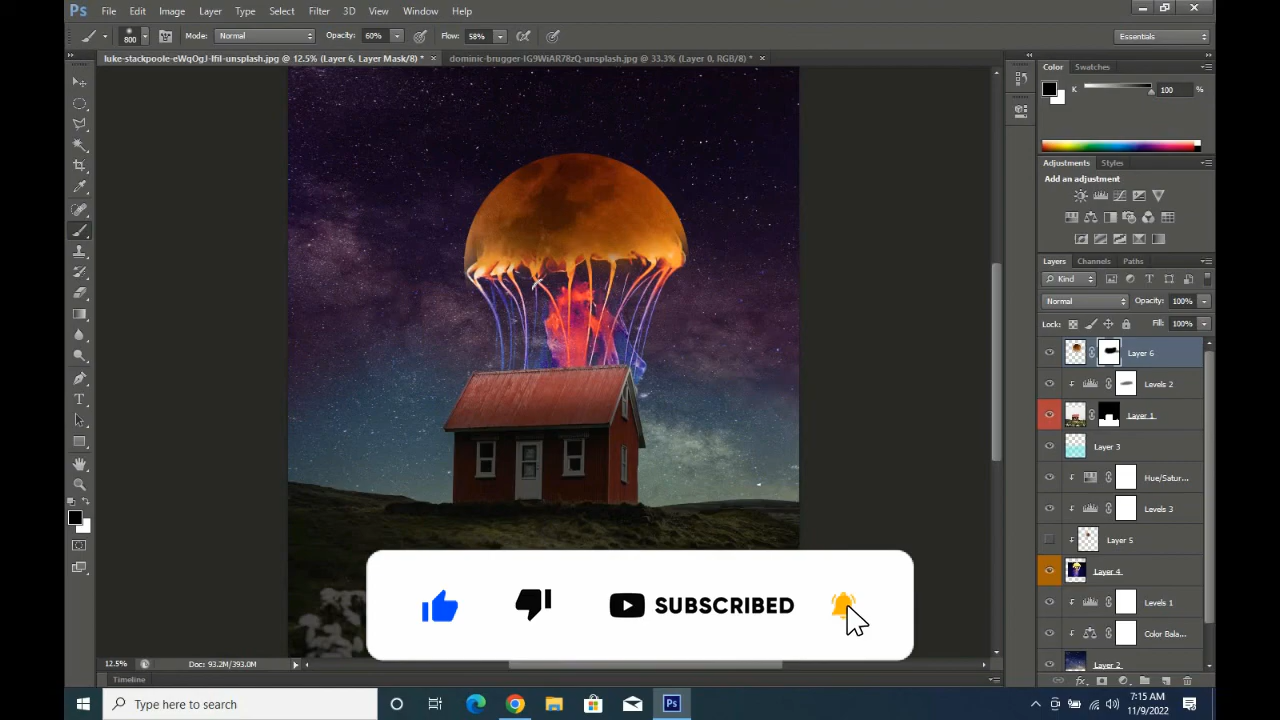 Ps File Edit Image Layer Type Select Filter 3D View Window Help
800 Mode: Normal Opacity: 60% Flow: 58% Essentials
luke-stackpoole-eWqOgJ-lfiI-unsplash.jpg @ 12.5% (Layer 6, Layer Mask/8) * dominic-brugger-IG9WiAR78zQ-unsplash.jpg @ 33.3% (Layer 0, RGB/8) *
Color Swatches
K 100 %
Adjustments Styles
Add an adjustment
Layers Channels Paths
Kind
Normal Opacity: 100%
Lock: Fill: 100%
Layer 6
Levels 2
Layer 1
Layer 3
Hue/Satur...
Levels 3
Layer 5
Layer 4
Levels 1
Color Bala...
Layer 2
SUBSCRIBED
12.5% Doc: 93.2M/393.0M
Timeline
Type here to search
Ps
7:15 AM
11/9/2022